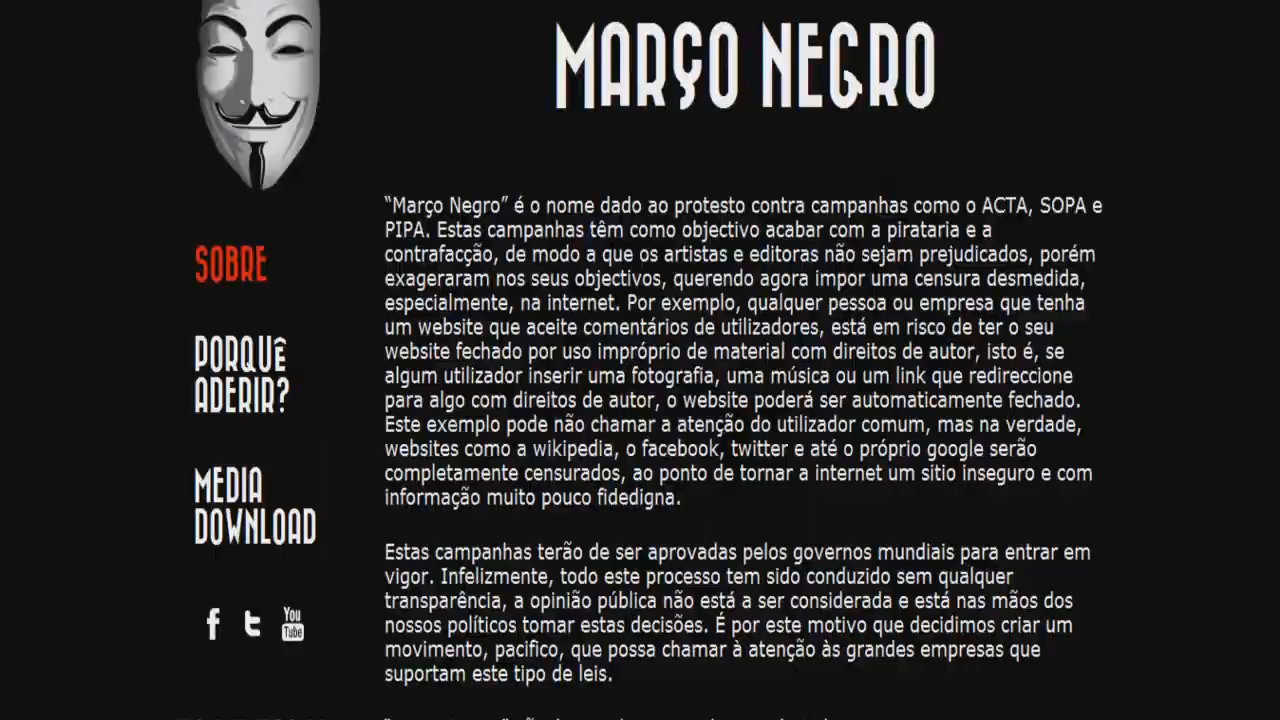 MARÇO NEGRO
SOBRE
PORQUÊ
ADERIR?
MEDIA
DOWNLOAD
You
Tube
“Março Negro” é o nome dado ao protesto contra campanhas como o ACTA, SOPA e
PIPA. Estas campanhas têm como objectivo acabar com a pirataria e a
contrafacção, de modo a que os artistas e editoras não sejam prejudicados, porém
exageraram nos seus objectivos, querendo agora impor uma censura desmedida,
especialmente, na internet. Por exemplo, qualquer pessoa ou empresa que tenha
um website que aceite comentários de utilizadores, está em risco de ter o seu
website fechado por uso impróprio de material com direitos de autor, isto é, se
algum utilizador inserir uma fotografia, uma música ou um link que redireccione
para algo com direitos de autor, o website poderá ser automaticamente fechado.
Este exemplo pode não chamar a atenção do utilizador comum, mas na verdade,
websites como a wikipedia, o facebook, twitter e até o próprio google serão
completamente censurados, ao ponto de tornar a internet um sitio inseguro e com
informação muito pouco fidedigna.
Estas campanhas terão de ser aprovadas pelos governos mundiais para entrar em
vigor. Infelizmente, todo este processo tem sido conduzido sem qualquer
transparência, a opinião pública não está a ser considerada e está nas mãos dos
nossos políticos tomar estas decisões. É por este motivo que decidimos criar um
movimento, pacifico, que possa chamar à atenção às grandes empresas que
suportam este tipo de leis.